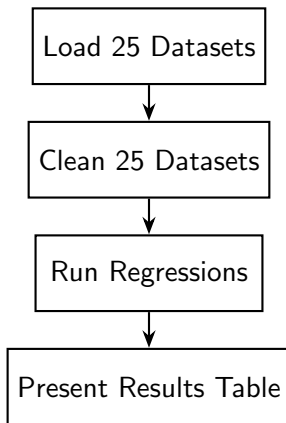 Load 25 Datasets
Clean 25 Datasets
Run Regressions
Present Results Table